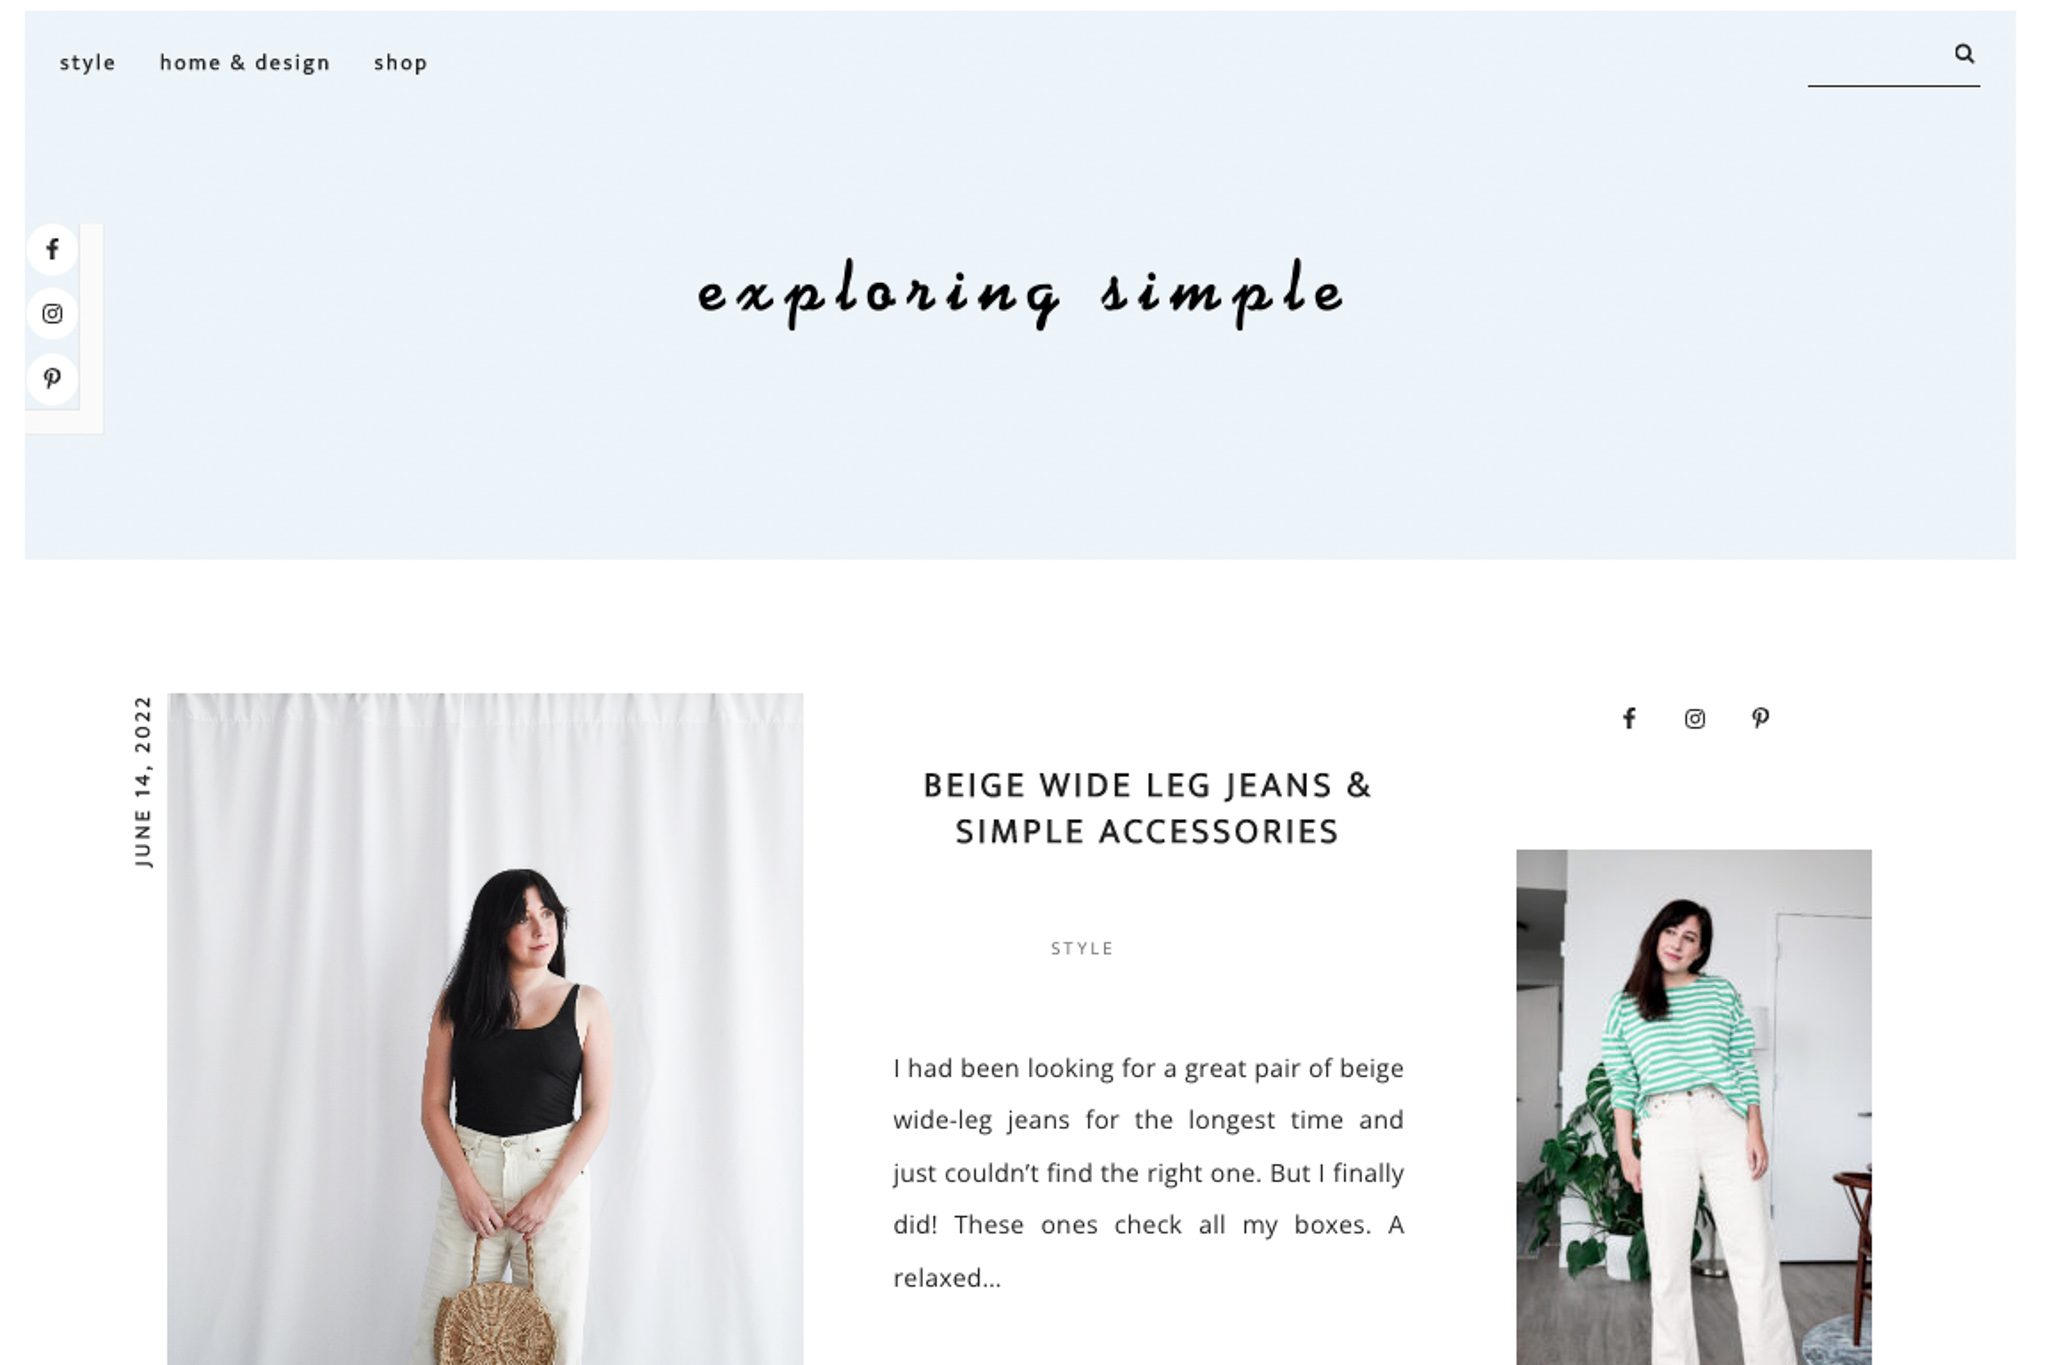 style home & design shop
exploring simple
JUNE 14, 2022
BEIGE WIDE LEG JEANS &
SIMPLE ACCESSORIES
STYLE
I had been looking for a great pair of beige
wide-leg jeans for the longest time and
just couldn’t find the right one. But I finally
did! These ones check all my boxes. A
relaxed...